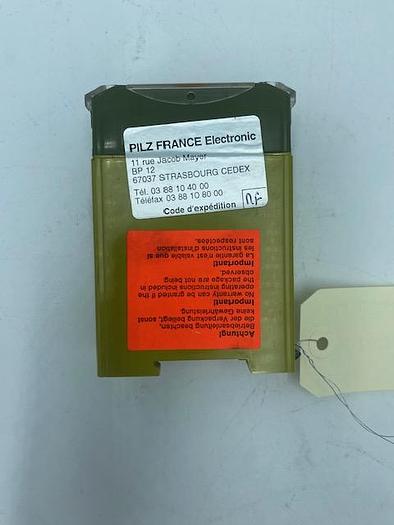 PILZ FRANCE Electronic
11 rue Jacob Mayer
BP 12
67037 STRASBOURG CEDEX
Tél. 03 88 10 40 00
Téléfax 03 88 10 80 00
Code d'expédition
Achtung!
Betriebsanleitung beachten,
die der Verpackung beiliegt, sonst
keine Gewährleistung.
Important!
No warranty can be granted if the
operating instructions included in
the package are not being
observed.
Important!
La garantie n'est valable que si
les instructions d'installation
sont respectées.